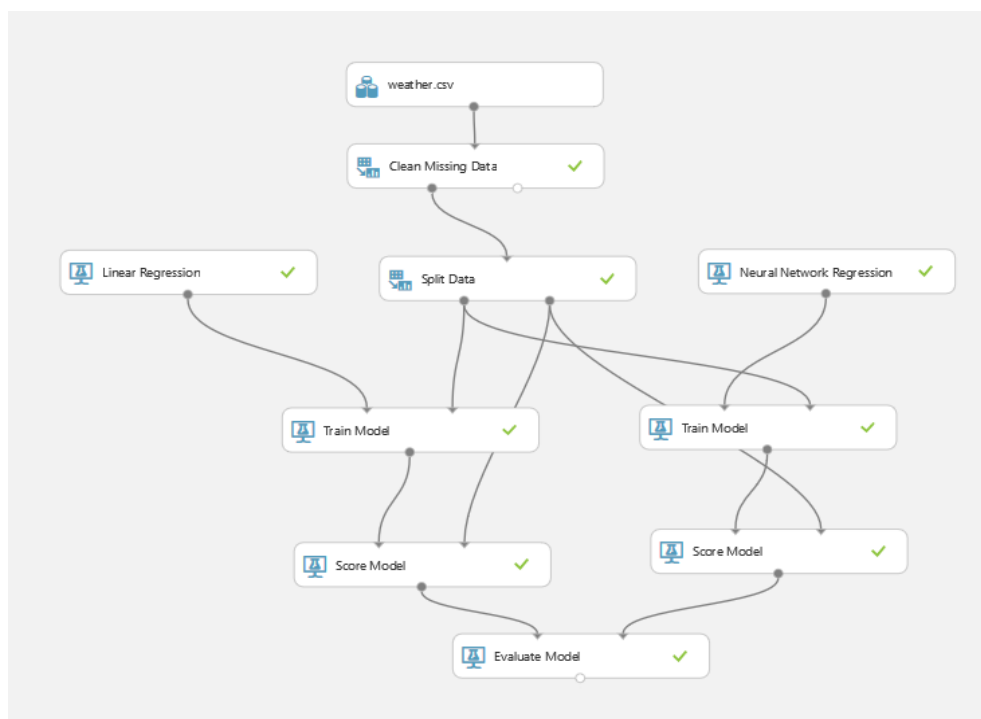 weather.csv
Clean Missing Data
Linear Regression
Split Data
Neural Network Regression
Train Model
Train Model
Score Model
Score Model
Evaluate Model